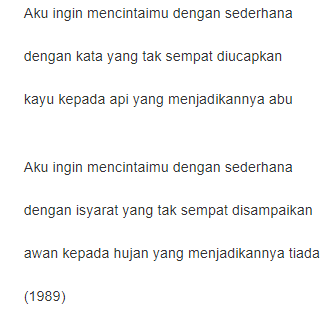 Aku ingin mencintaimu dengan sederhana
dengan kata yang tak sempat diucapkan
kayu kepada api yang menjadikannya abu
Aku ingin mencintaimu dengan sederhana
dengan isyarat yang tak sempat disampaikan
awan kepada hujan yang menjadikannya tiada
(1989)